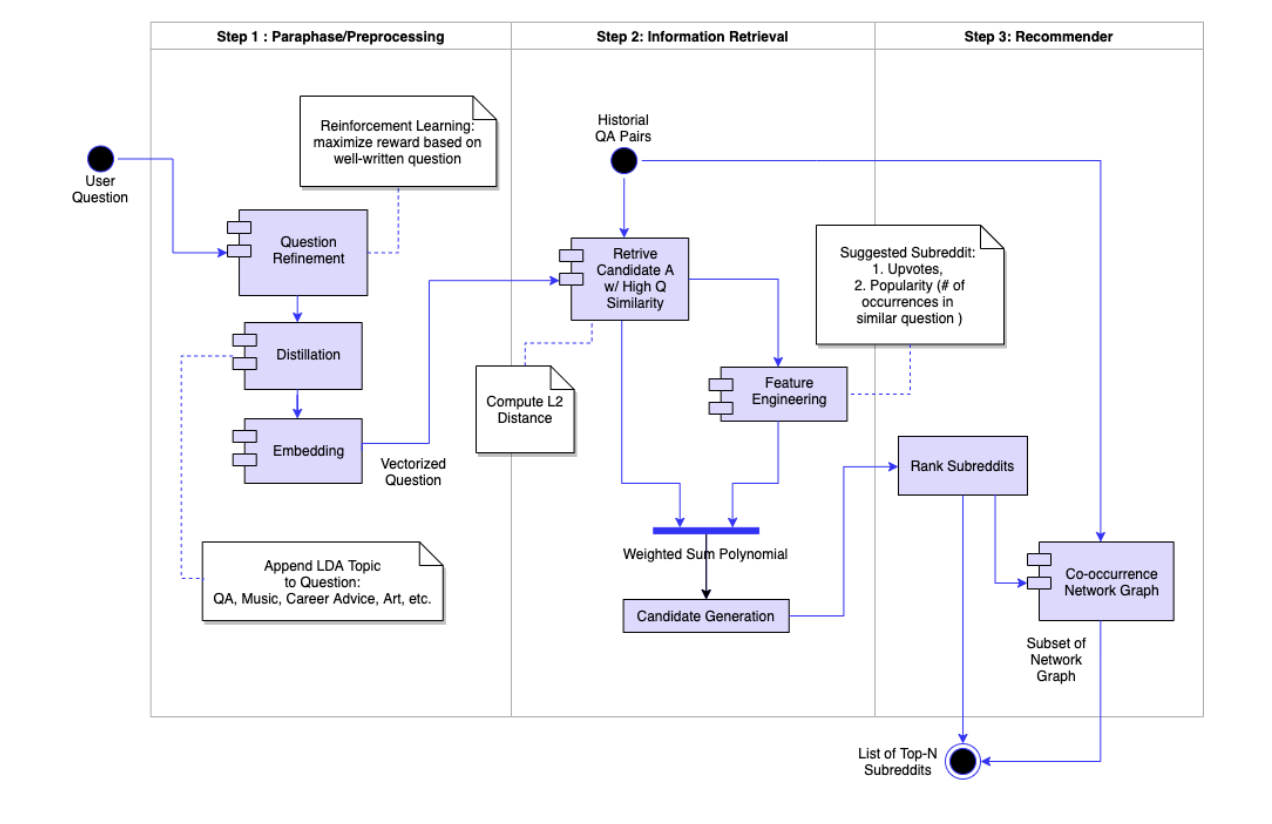 Step 1 : Paraphase/Preprocessing
Step 2: Information Retrieval
Step 3: Recommender
Reinforcement Learning:
maximize reward based on
well-written question
User
Question
Question
Refinement
Distillation
Embedding
Vectorized
Question
Append LDA Topic
to Question:
QA, Music, Career Advice, Art, etc.
Historial
QA Pairs
Retrive
Candidate A
w/ High Q
Similarity
Compute L2
Distance
Suggested Subreddit:
1. Upvotes,
2. Popularity (# of
occurrences in
similar question )
Feature
Engineering
Weighted Sum Polynomial
Candidate Generation
Rank Subreddits
Co-occurrence
Network Graph
Subset of
Network
Graph
List of Top-N
Subreddits